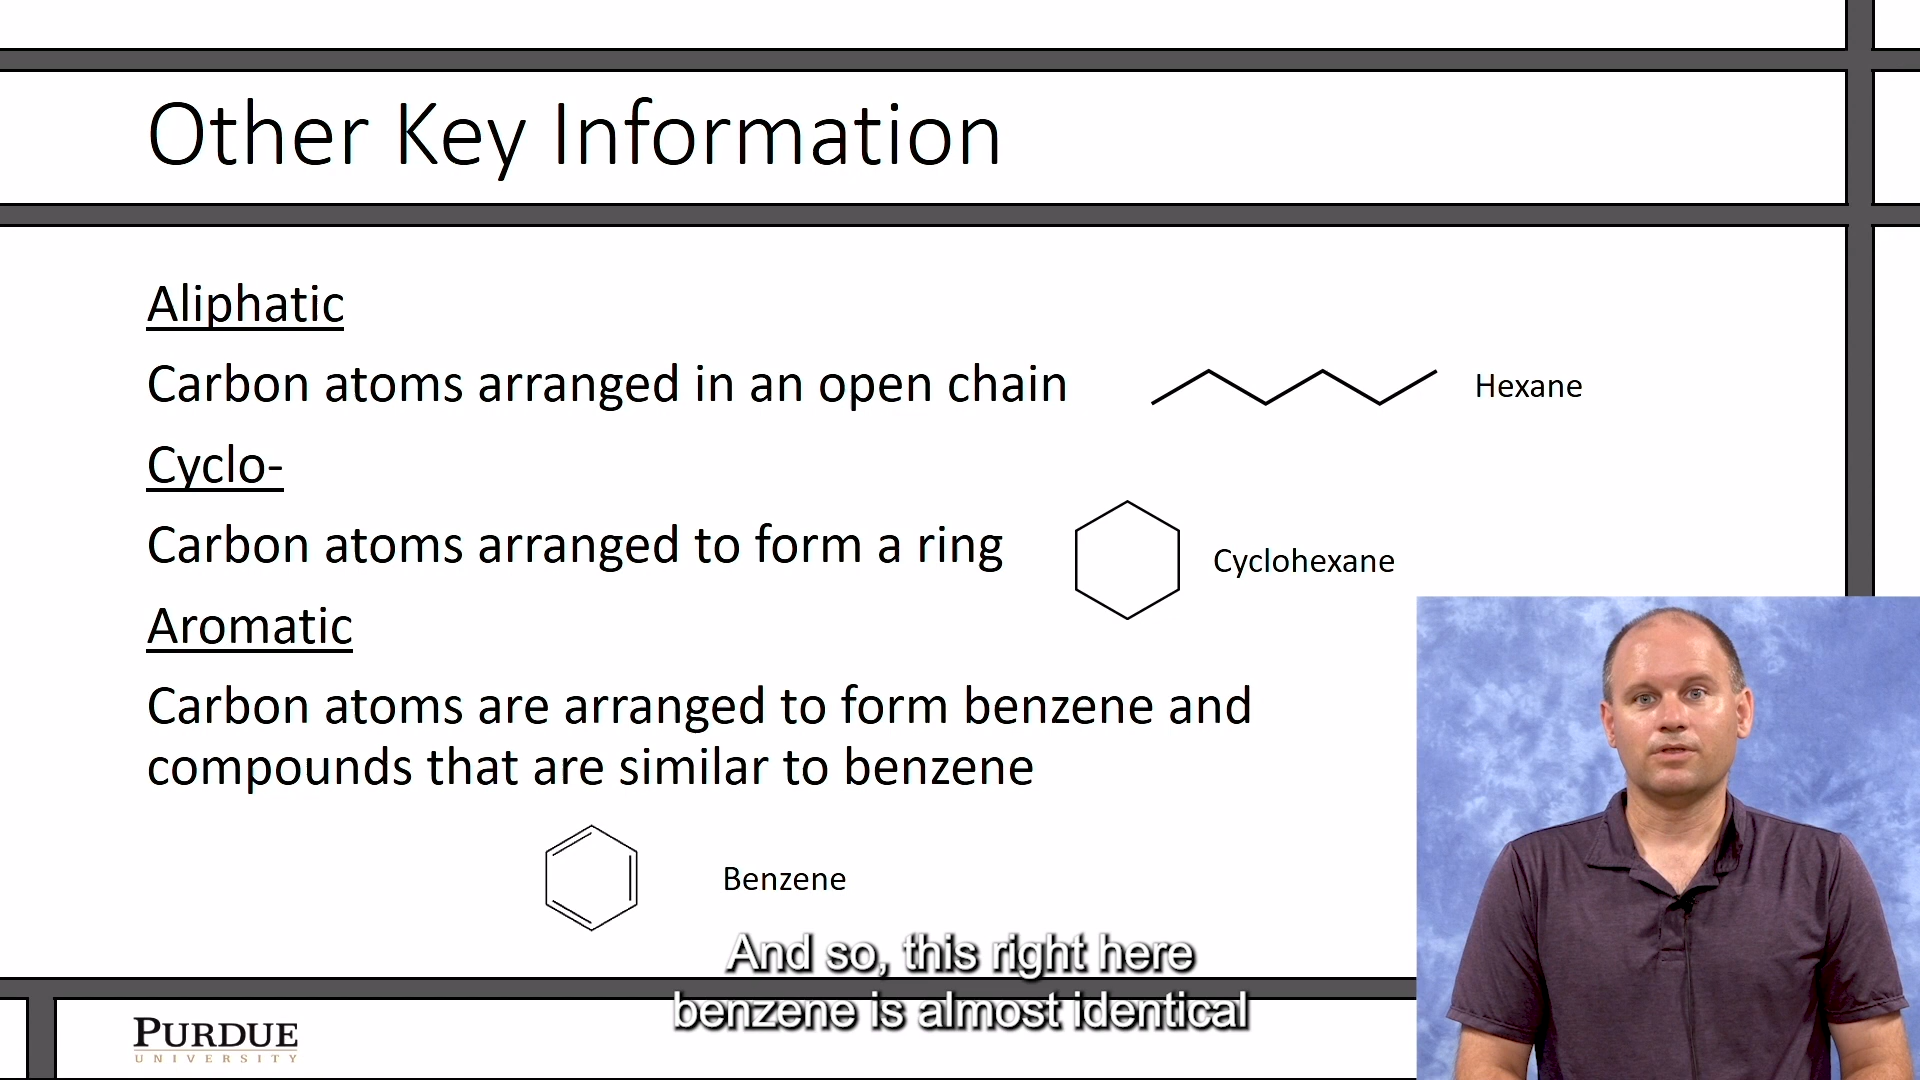 Other Key Information
Aliphatic
Carbon atoms arranged in an open chain
Hexane
Cyclo-
Carbon atoms arranged to form a ring
Cyclohexane
Aromatic
Carbon atoms are arranged to form benzene and
compounds that are similar to benzene
Benzene
And so, this right here
benzene is almost identical
PURDUE
UNIVERSITY